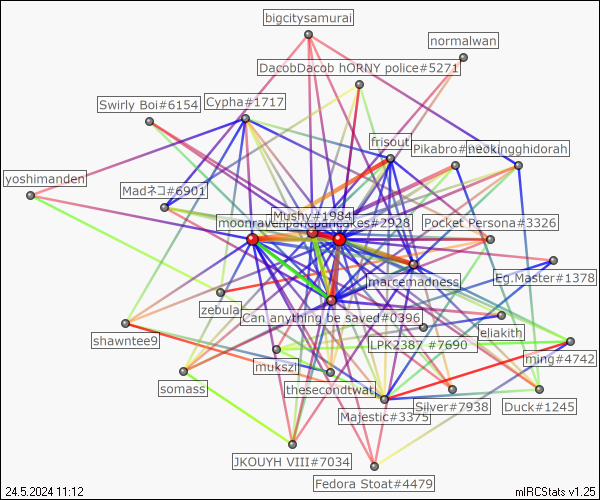 bigcitysamurai
normalwan
DacobDacob hORNY police#5271
Swirly Boi#6154
Cypha#1717
frisout
Pikabro#
heokingghidorah
yoshimanden
Madネコ#6901
Mushy#1984
moonraven
pancakes#2928
Pocket Persona#3326
marcemadness
Eg.Master#1378
zebula
Can anything be saved#0396
eliakith
shawntee9
LPK2387 #7690
ming#4742
mukszi
somass
thesecondtwat
Majestic#3375
Silver#7938
Duck#1245
JKOUYH VIII#7034
Fedora Stoat#4479
24.5.2024 11:12
mIRCStats v1.25